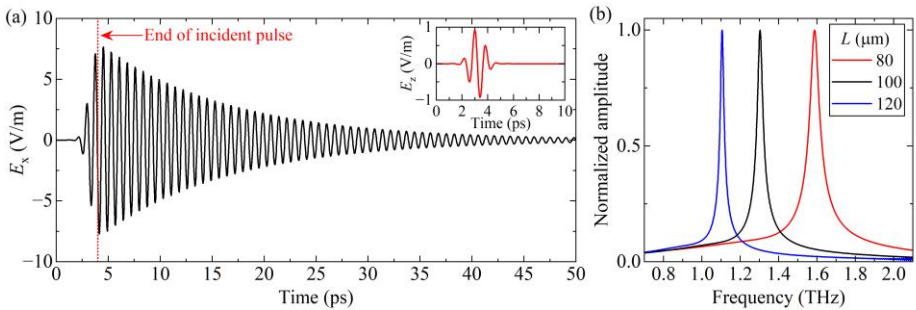 (a)
End of incident pulse
10
5
0
−5
−10
Eₓ (V/m)
0 5 10 15 20 25 30 35 40 45 50
Time (ps)
1
0
−1
E_z (V/m)
0 2 4 6 8 10
Time (ps)
(b)
1.0
0.5
0.0
Normalized amplitude
0.8 1.0 1.2 1.4 1.6 1.8 2.0
Frequency (THz)
L (μm)
80
100
120